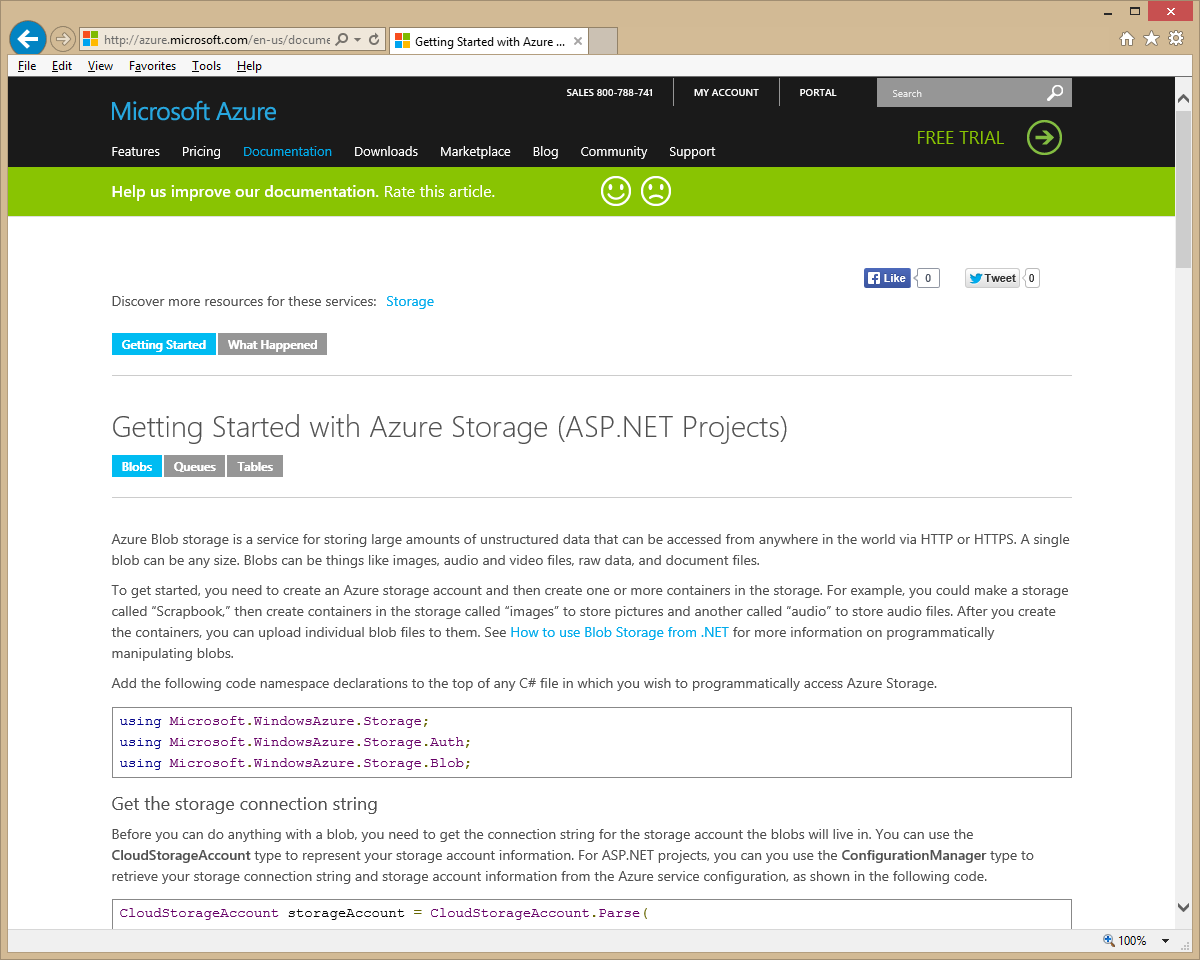 http://azure.microsoft.com/en-us/docume
Getting Started with Azure ...
File Edit View Favorites Tools Help
SALES 800-788-741 MY ACCOUNT PORTAL Search
Microsoft Azure
FREE TRIAL
Features Pricing Documentation Downloads Marketplace Blog Community Support
Help us improve our documentation. Rate this article.
Like 0 Tweet 0
Discover more resources for these services: Storage
Getting Started What Happened
Getting Started with Azure Storage (ASP.NET Projects)
Blobs Queues Tables
Azure Blob storage is a service for storing large amounts of unstructured data that can be accessed from anywhere in the world via HTTP or HTTPS. A single
blob can be any size. Blobs can be things like images, audio and video files, raw data, and document files.
To get started, you need to create an Azure storage account and then create one or more containers in the storage. For example, you could make a storage
called “Scrapbook,” then create containers in the storage called “images” to store pictures and another called “audio” to store audio files. After you create
the containers, you can upload individual blob files to them. See How to use Blob Storage from .NET for more information on programmatically
manipulating blobs.
Add the following code namespace declarations to the top of any C# file in which you wish to programmatically access Azure Storage.
using Microsoft.WindowsAzure.Storage;
using Microsoft.WindowsAzure.Storage.Auth;
using Microsoft.WindowsAzure.Storage.Blob;
Get the storage connection string
Before you can do anything with a blob, you need to get the connection string for the storage account the blobs will live in. You can use the
CloudStorageAccount type to represent your storage account information. For ASP.NET projects, you can you use the ConfigurationManager type to
retrieve your storage connection string and storage account information from the Azure service configuration, as shown in the following code.
CloudStorageAccount storageAccount = CloudStorageAccount.Parse(
100%